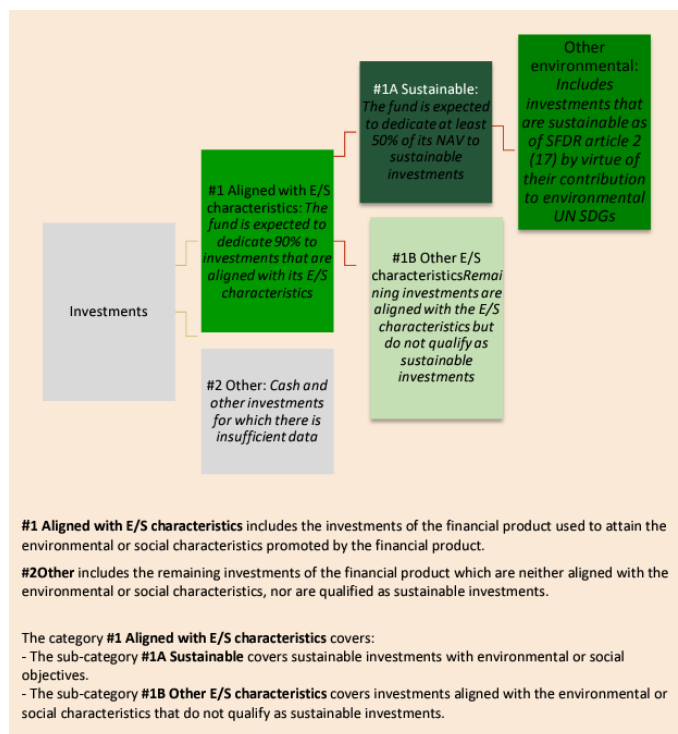 Investments
#1 Aligned with E/S
characteristics: The
fund is expected to
dedicate 90% to
investments that are
aligned with its E/S
characteristics
#2 Other: Cash and
other investments
for which there is
insufficient data
#1A Sustainable:
The fund is expected
to dedicate at least
50% of its NAV to
sustainable
investments
#1B Other E/S
characteristicsRemai
ning investments are
aligned with the E/S
characteristics but
do not qualify as
sustainable
investments
Other
environmental:
Includes
investments that
are sustainable as
of SFDR article 2
(17) by virtue of
their contribution
to environmental
UN SDGs
#1 Aligned with E/S characteristics includes the investments of the financial product used to attain the
environmental or social characteristics promoted by the financial product.
#2Other includes the remaining investments of the financial product which are neither aligned with the
environmental or social characteristics, nor are qualified as sustainable investments.
The category #1 Aligned with E/S characteristics covers:
- The sub-category #1A Sustainable covers sustainable investments with environmental or social
objectives.
- The sub-category #1B Other E/S characteristics covers investments aligned with the environmental or
social characteristics that do not qualify as sustainable investments.